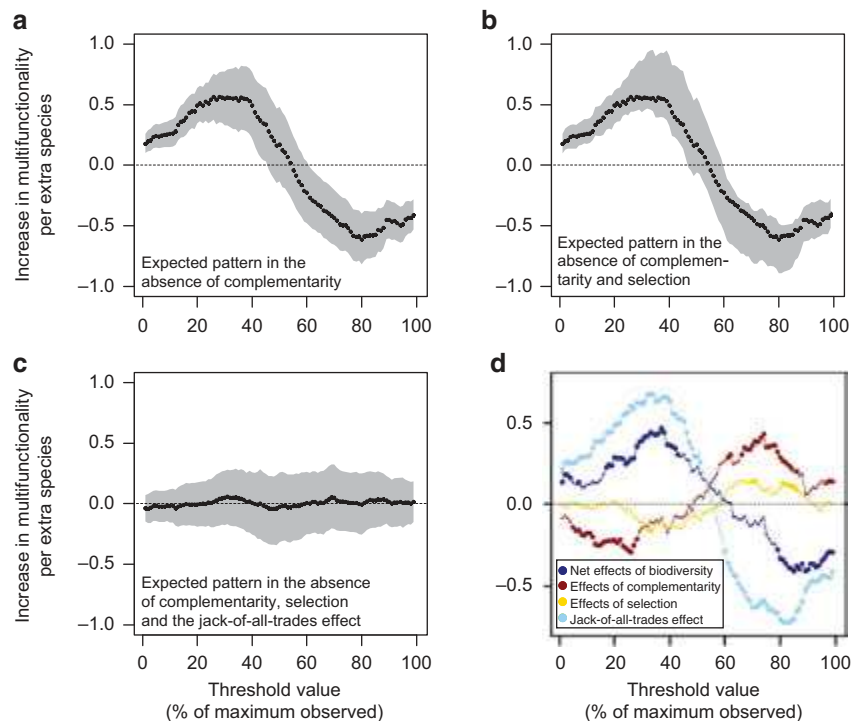 a
1.0
0.5
0.0
–0.5
–1.0
Increase in multifunctionality
per extra species
Expected pattern in the
absence of complementarity
0 20 40 60 80 100
b
1.0
0.5
0.0
–0.5
–1.0
Expected pattern in the
absence of complemen-
tarity and selection
0 20 40 60 80 100
c
1.0
0.5
0.0
–0.5
–1.0
Increase in multifunctionality
per extra species
Expected pattern in the absence
of complementarity, selection
and the jack-of-all-trades effect
0 20 40 60 80 100
Threshold value
(% of maximum observed)
d
0.5
0.0
–0.5
Net effects of biodiversity
Effects of complementarity
Effects of selection
Jack-of-all-trades effect
0 20 40 60 80 100
Threshold value
(% of maximum observed)